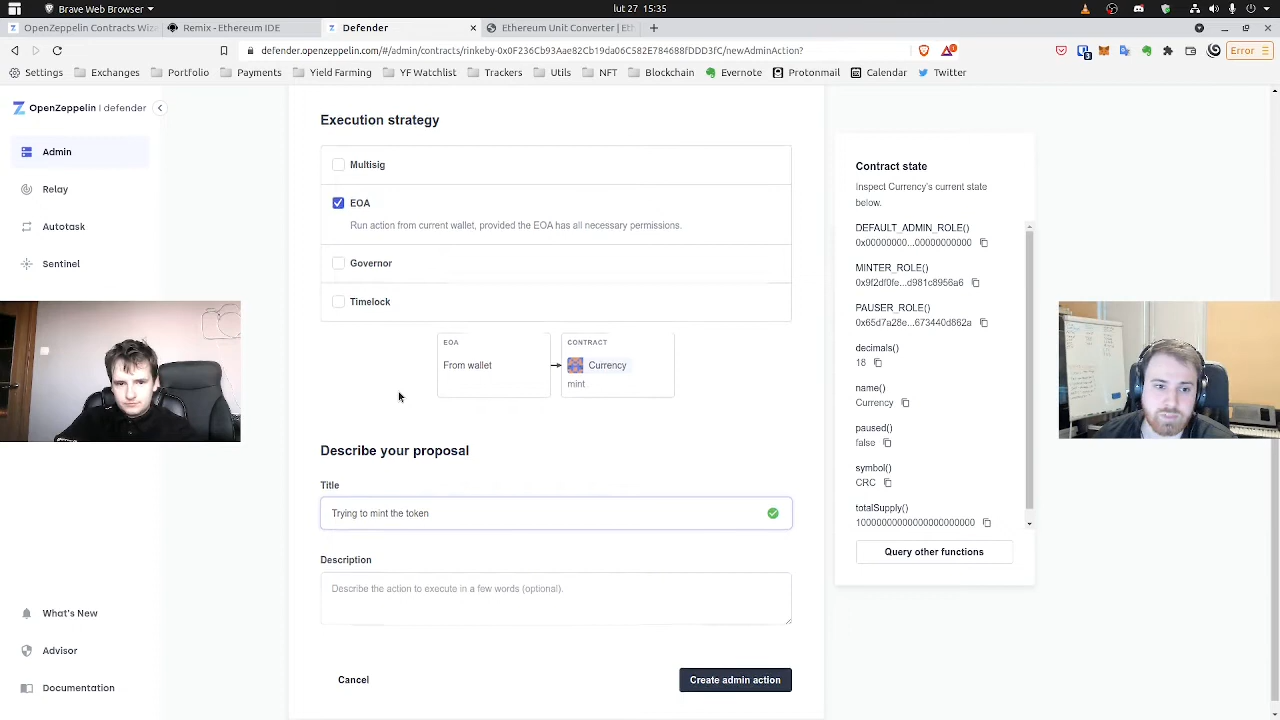 Brave Web Browser
lut 27 15:35
OpenZeppelin Contracts Wiza
Remix - Ethereum IDE
Defender
Ethereum Unit Converter | Eth
defender.openzeppelin.com/#/admin/contracts/rinkeby-0x0F236Cb93Aae82Cb19da06C582E784688fDDD3fC/newAdminAction?
Error
Settings
Exchanges
Portfolio
Payments
Yield Farming
YF Watchlist
Trackers
Utils
NFT
Blockchain
Evernote
Protonmail
Calendar
Twitter
OpenZeppelin | defender
Admin
Relay
Autotask
Sentinel
What's New
Advisor
Documentation
Execution strategy
Multisig
EOA
Run action from current wallet, provided the EOA has all necessary permissions.
Governor
Timelock
EOA
From wallet
CONTRACT
Currency
mint
Describe your proposal
Title
Trying to mint the token
Description
Describe the action to execute in a few words (optional).
Cancel
Create admin action
Contract state
Inspect Currency's current state
below.
DEFAULT_ADMIN_ROLE()
0x00000000...00000000000
MINTER_ROLE()
0x9f2df0fe...d981c8956a6
PAUSER_ROLE()
0x65d7a28e...673440d862a
decimals()
18
name()
Currency
paused()
false
symbol()
CRC
totalSupply()
1000000000000000000000
Query other functions